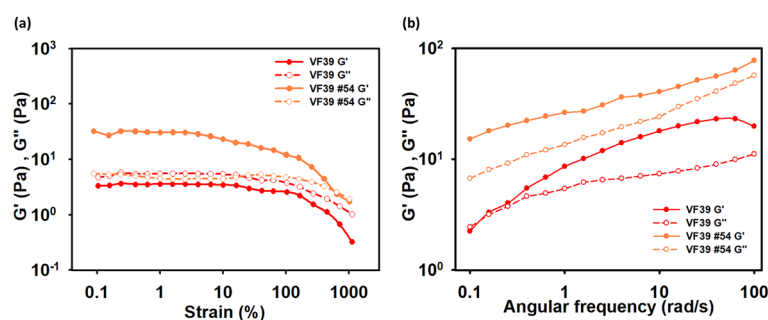 (a)
G'(Pa) , G" (Pa)
10³
10²
10¹
10⁰
10⁻¹
0.1 1 10 100 1000
Strain (%)
VF39 G'
VF39 G"
VF39 #54 G'
VF39 #54 G"
(b)
G'(Pa) , G" (Pa)
10²
10¹
10⁰
0.1 1 10 100
Angular frequency (rad/s)
VF39 G'
VF39 G"
VF39 #54 G'
VF39 #54 G"